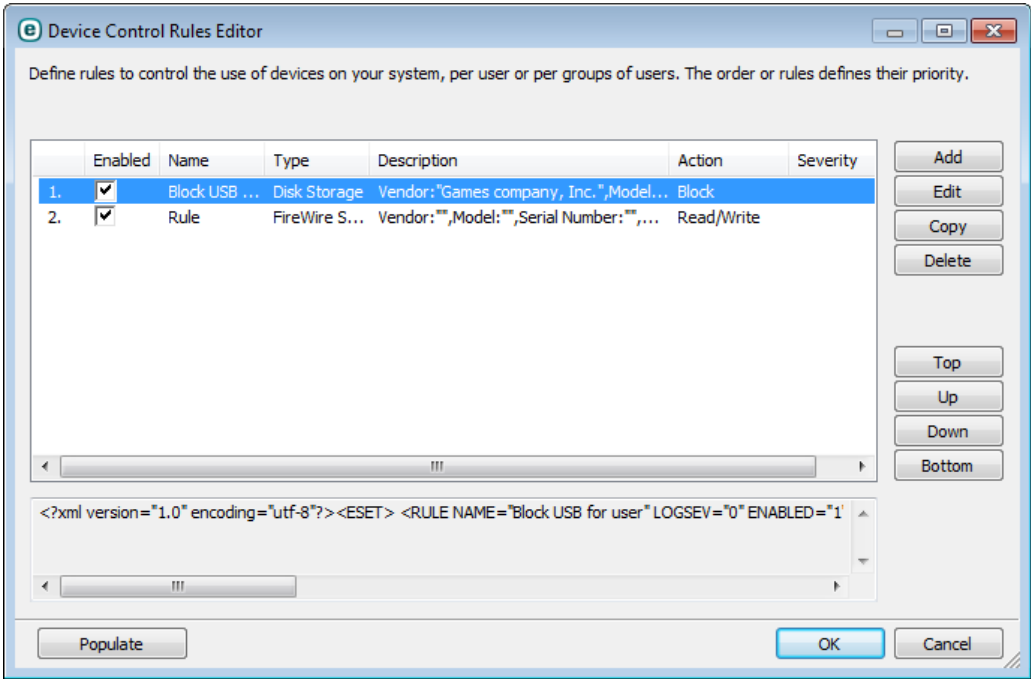 Device Control Rules Editor
Define rules to control the use of devices on your system, per user or per groups of users. The order or rules defines their priority.
Enabled Name Type Description Action Severity
1. Block USB ... Disk Storage Vendor:"Games company, Inc.",Model... Block
2. Rule FireWire S... Vendor:"",Model:"",Serial Number:"",... Read/Write
Add
Edit
Copy
Delete
Top
Up
Down
Bottom
<?xml version="1.0" encoding="utf-8"?><ESET> <RULE NAME="Block USB for user" LOGSEV="0" ENABLED="1"
Populate OK Cancel